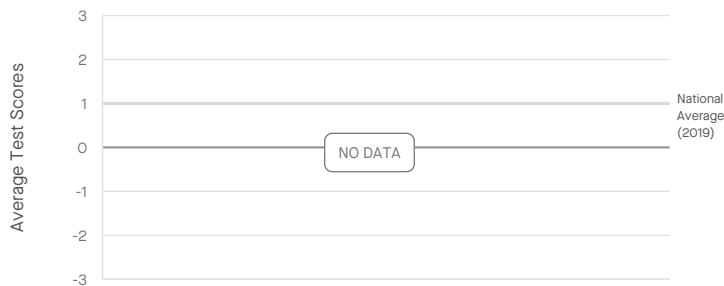 Average Test Scores
3
2
1
0
-1
-2
-3
NO DATA
National
Average
(2019)